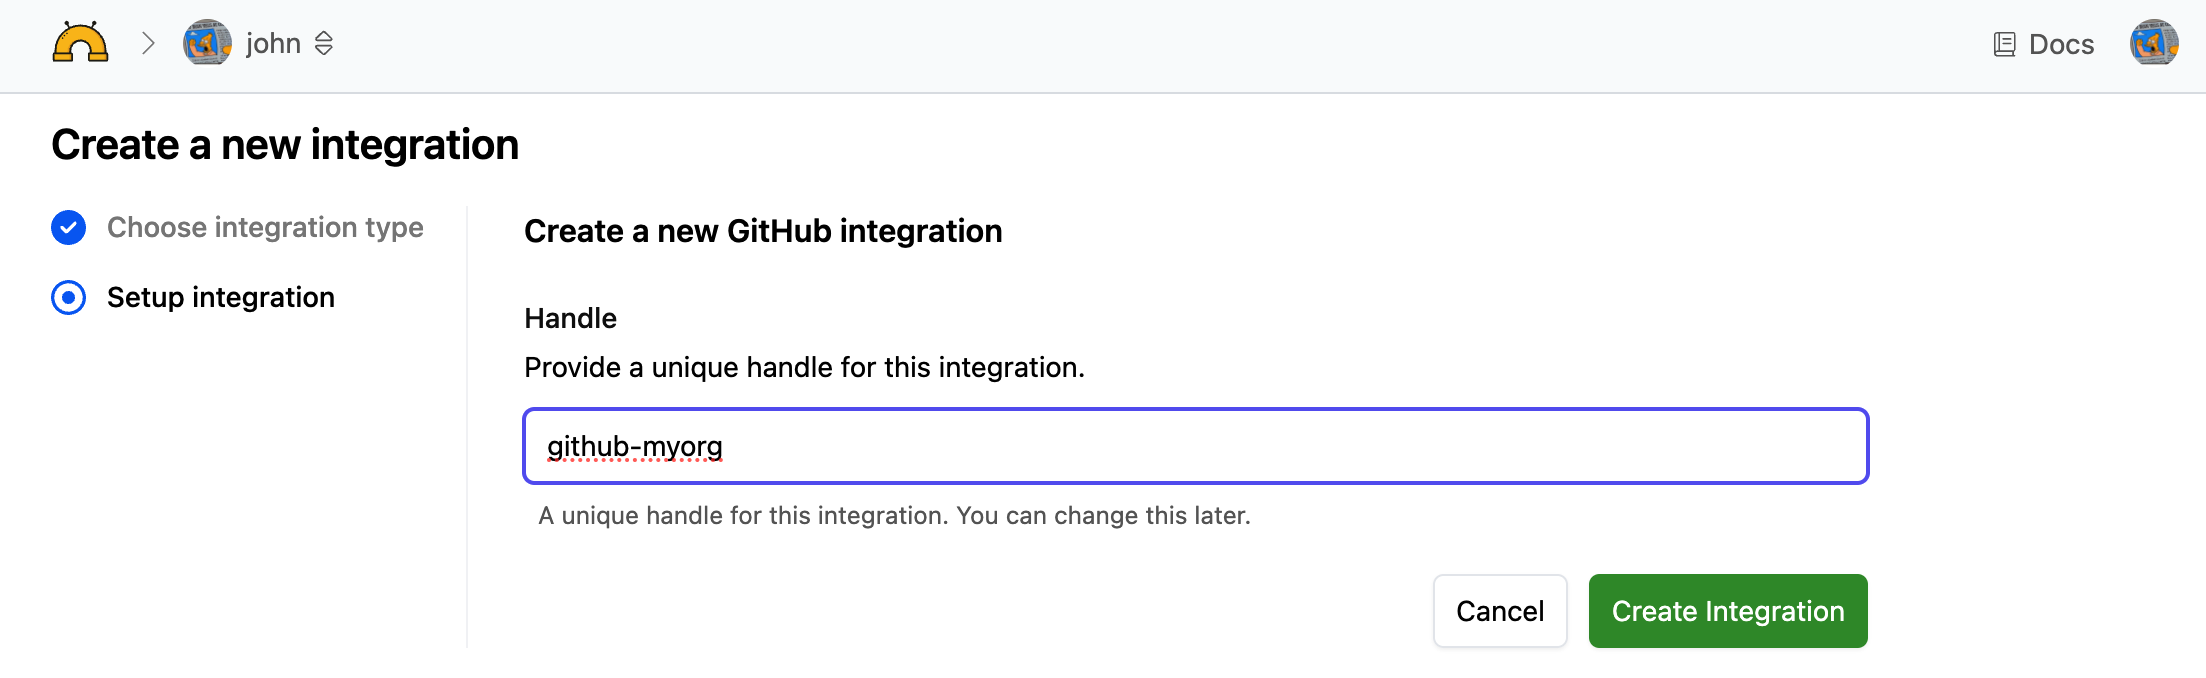 john
Docs
Create a new integration
Choose integration type
Setup integration
Create a new GitHub integration
Handle
Provide a unique handle for this integration.
github-myorg
A unique handle for this integration. You can change this later.
Cancel
Create Integration